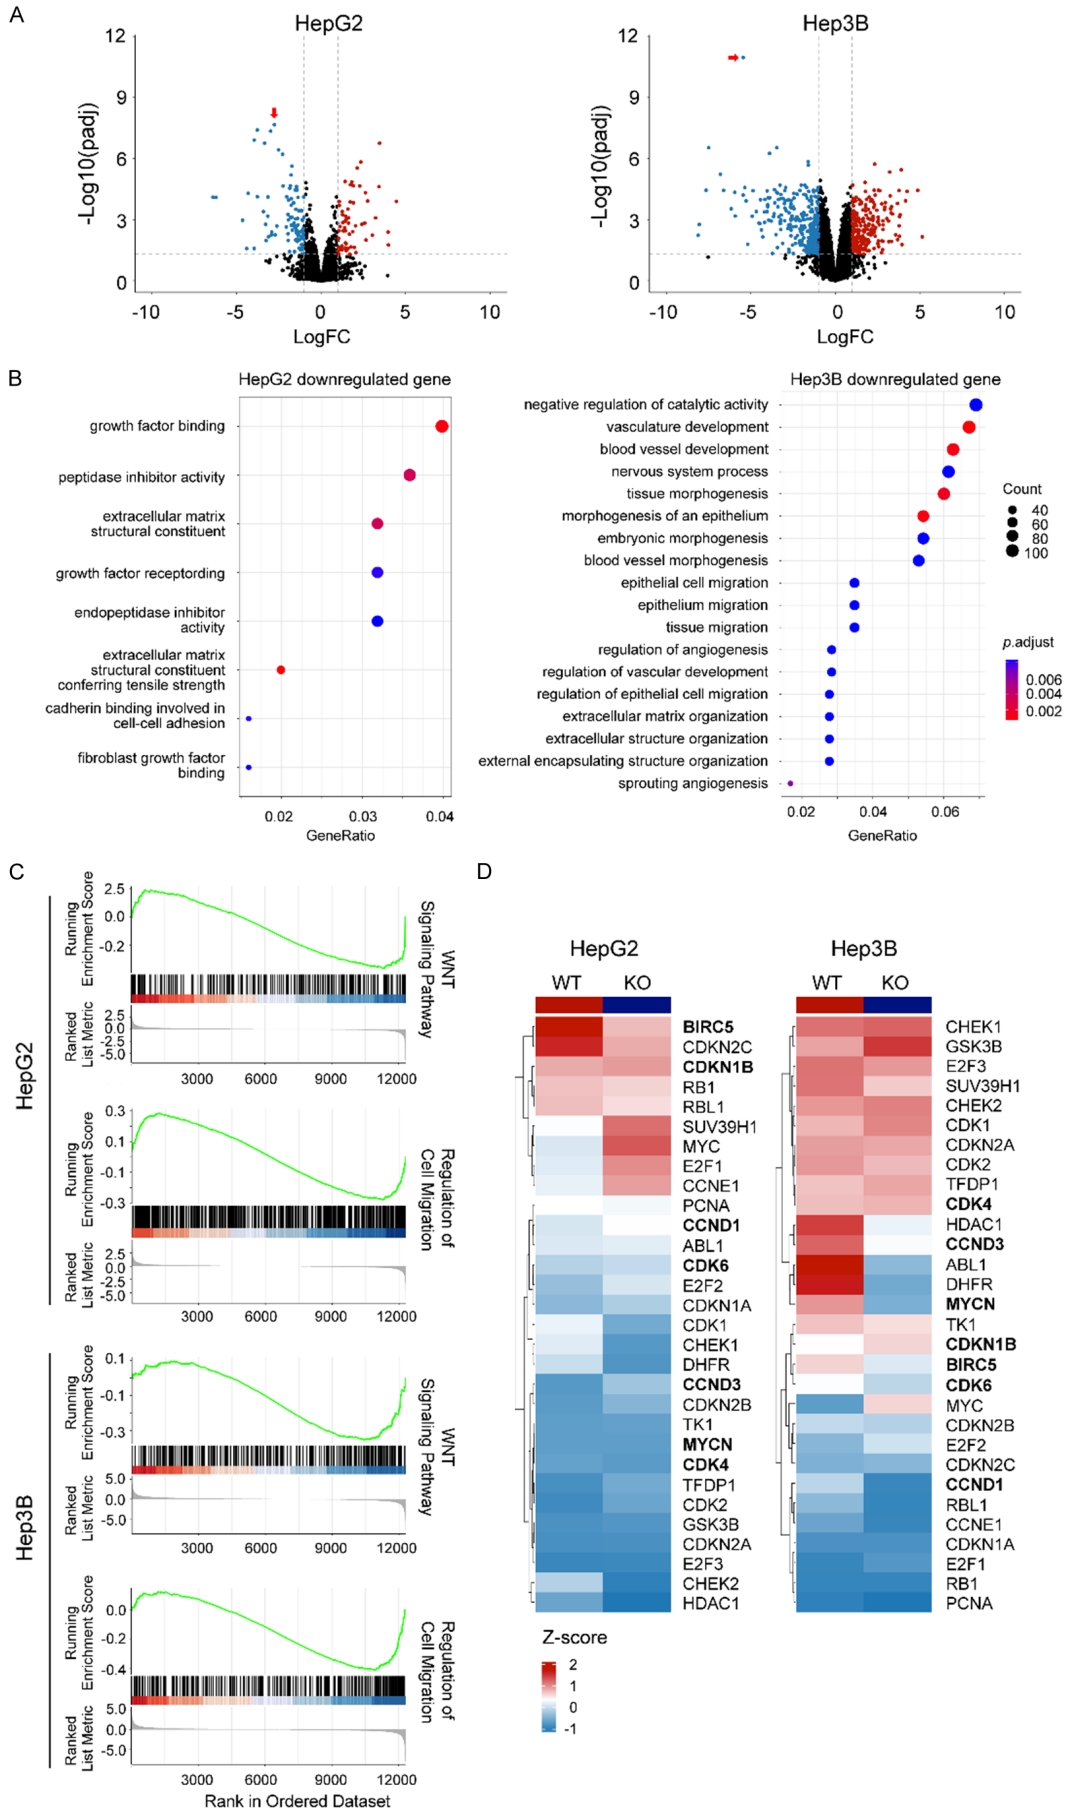 A
HepG2
Hep3B
12
9
6
3
0
-Log10(padj)
-10
-5
0
5
10
LogFC
12
9
6
3
0
-Log10(padj)
-10
-5
0
5
10
LogFC
B
HepG2 downregulated gene
growth factor binding
peptidase inhibitor activity
extracellular matrix
structural constituent
growth factor receptording
endopeptidase inhibitor
activity
extracellular matrix
structural constituent
conferring tensile strength
cadherin binding involved in
cell-cell adhesion
fibroblast growth factor
binding
0.02
0.03
0.04
GeneRatio
Hep3B downregulated gene
negative regulation of catalytic activity
vasculature development
blood vessel development
nervous system process
tissue morphogenesis
morphogenesis of an epithelium
embryonic morphogenesis
blood vessel morphogenesis
epithelial cell migration
epithelium migration
tissue migration
regulation of angiogenesis
regulation of vascular development
regulation of epithelial cell migration
extracellular matrix organization
extracellular structure organization
external encapsulating structure organization
sprouting angiogenesis
0.02
0.04
0.06
GeneRatio
Count
40
60
80
100
p.adjust
0.006
0.004
0.002
C
HepG2
Running
Enrichment Score
2.5
0.0
-0.2
Ranked
List Metric
2.5
0.0
-2.5
-5.0
3000
6000
9000
12000
WNT
Signaling Pathway
Running
Enrichment Score
0.3
0.1
-0.1
-0.3
Ranked
List Metric
2.5
0.0
-2.5
-5.0
3000
6000
9000
12000
Regulation of
Cell Migration
Hep3B
Running
Enrichment Score
0.1
-0.1
-0.3
Ranked
List Metric
5.0
0.0
-5.0
3000
6000
9000
12000
WNT
Signaling Pathway
Running
Enrichment Score
0.0
-0.2
-0.4
Ranked
List Metric
5.0
0.0
-5.0
3000
6000
9000
12000
Regulation of
Cell Migration
Rank in Ordered Dataset
D
HepG2
WT
KO
BIRC5
CDKN2C
CDKN1B
RB1
RBL1
SUV39H1
MYC
E2F1
CCNE1
PCNA
CCND1
ABL1
CDK6
E2F2
CDKN1A
CDK1
CHEK1
DHFR
CCND3
CDKN2B
TK1
MYCN
CDK4
TFDP1
CDK2
GSK3B
CDKN2A
E2F3
CHEK2
HDAC1
Hep3B
WT
KO
CHEK1
GSK3B
E2F3
SUV39H1
CHEK2
CDK1
CDKN2A
CDK2
TFDP1
CDK4
HDAC1
CCND3
ABL1
DHFR
MYCN
TK1
CDKN1B
BIRC5
CDK6
MYC
CDKN2B
E2F2
CDKN2C
CCND1
RBL1
CCNE1
CDKN1A
E2F1
RB1
PCNA
Z-score
2
1
0
-1